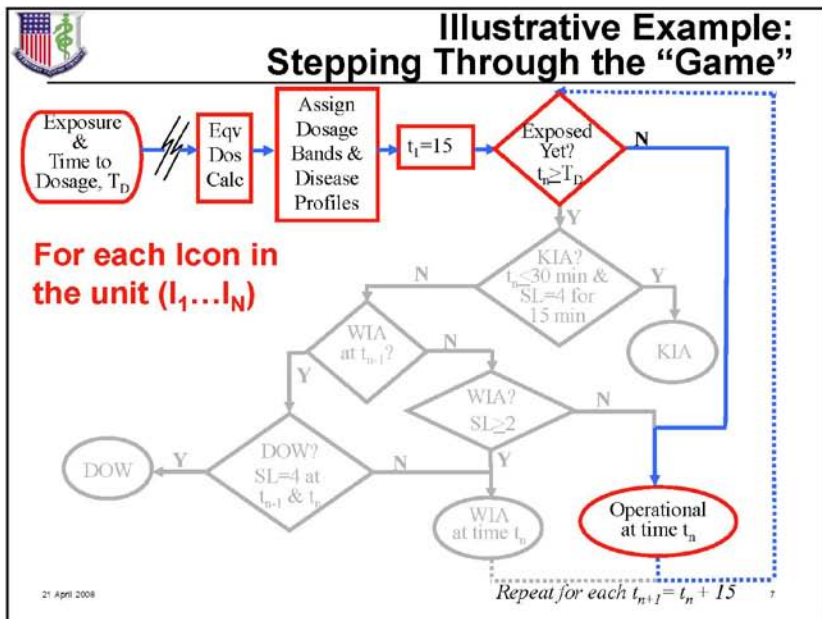 Illustrative Example:
Stepping Through the “Game”
Exposure
&
Time to
Dosage, T_D
Eqv
Dos
Calc
Assign
Dosage
Bands &
Disease
Profiles
t₁=15
Exposed
Yet?
t_n≥T_D
N
Y
For each Icon in
the unit (I₁…I_N)
KIA?
t_n≤30 min &
SL=4 for
15 min
N
Y
KIA
WIA
at t_n-1?
N
Y
WIA?
SL≥2
N
Y
DOW?
SL=4 at
t_n-1 & t_n
Y
N
DOW
WIA
at time t_n
Operational
at time t_n
Repeat for each t_n+1 = t_n + 15
21 April 2008
7